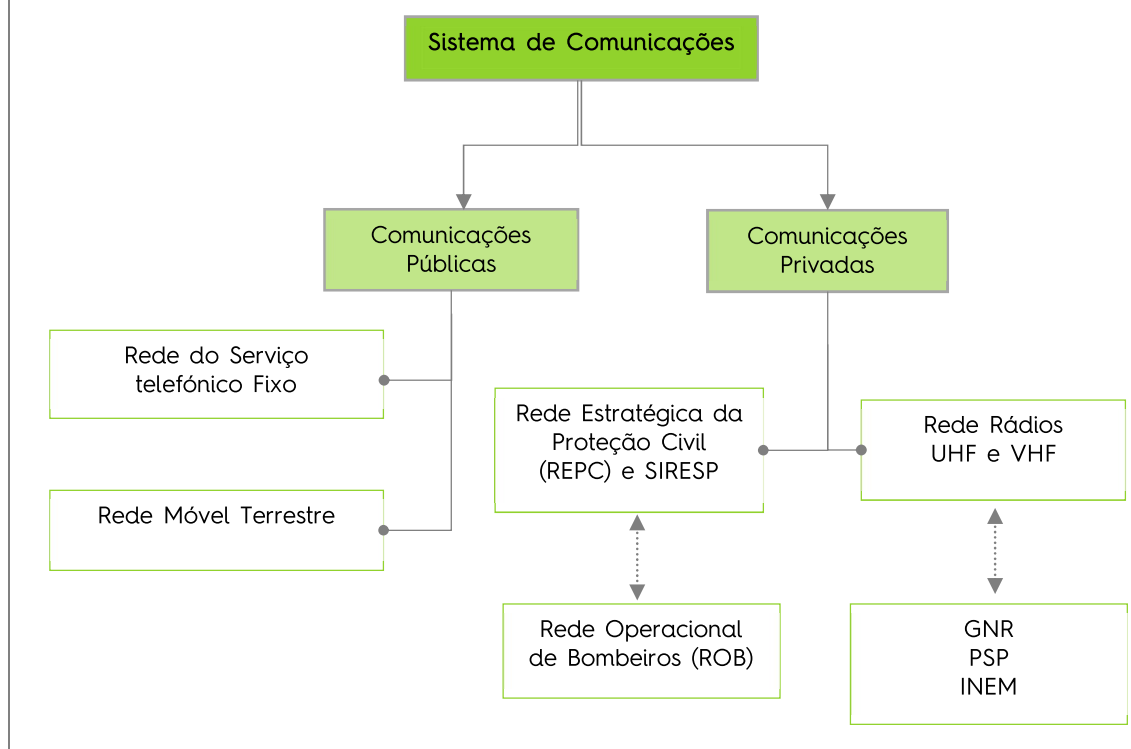 Sistema de Comunicações
Comunicações
Públicas
Comunicações
Privadas
Rede do Serviço
telefónico Fixo
Rede Móvel Terrestre
Rede Estratégica da
Proteção Civil
(REPC) e SIRESP
Rede Rádios
UHF e VHF
Rede Operacional
de Bombeiros (ROB)
GNR
PSP
INEM